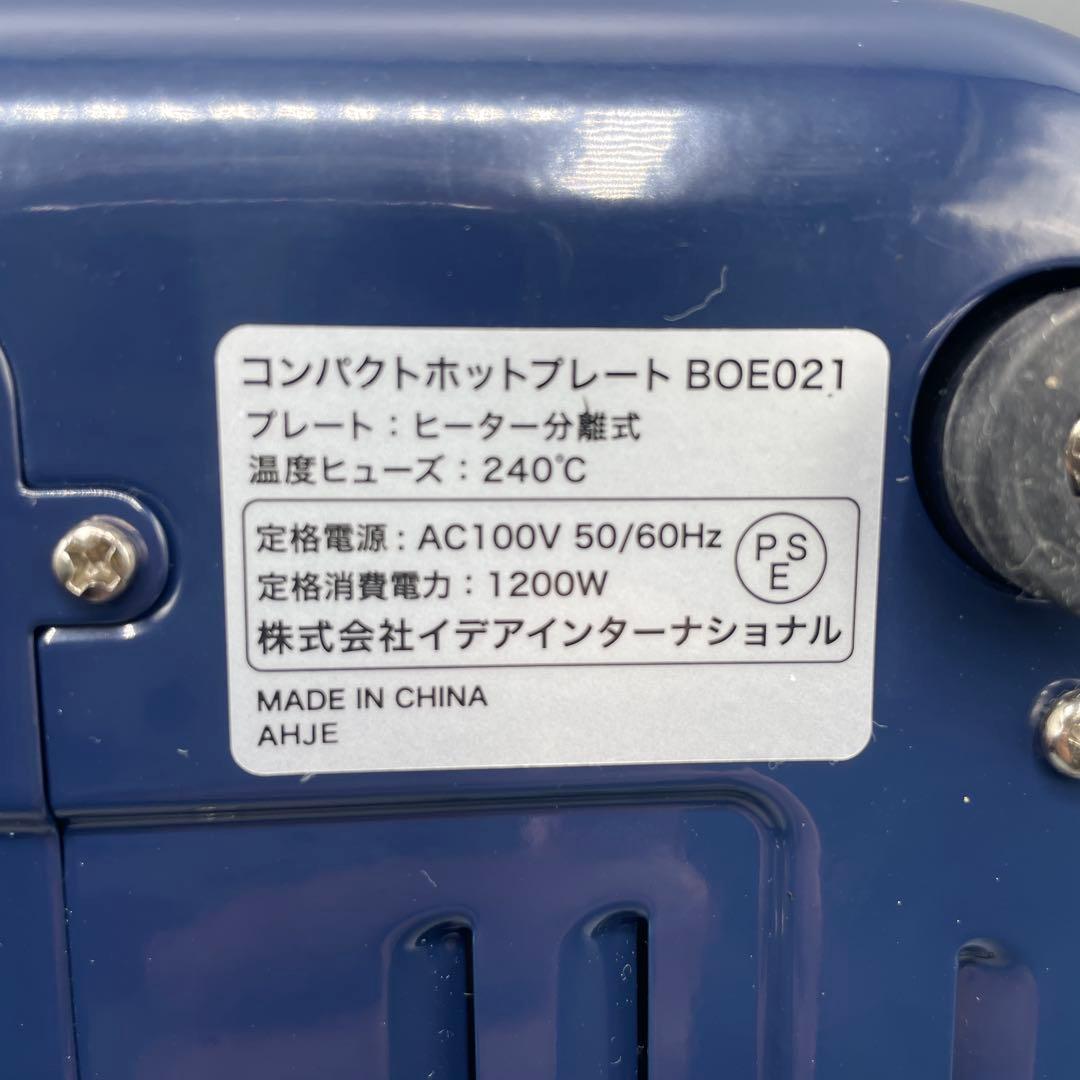 コンパクトホットプレート BOE021
プレート：ヒーター分離式
温度ヒューズ：240℃
定格電源：AC100V 50/60Hz
定格消費電力：1200W
PSE
株式会社イデアインターナショナル
MADE IN CHINA
AHJE